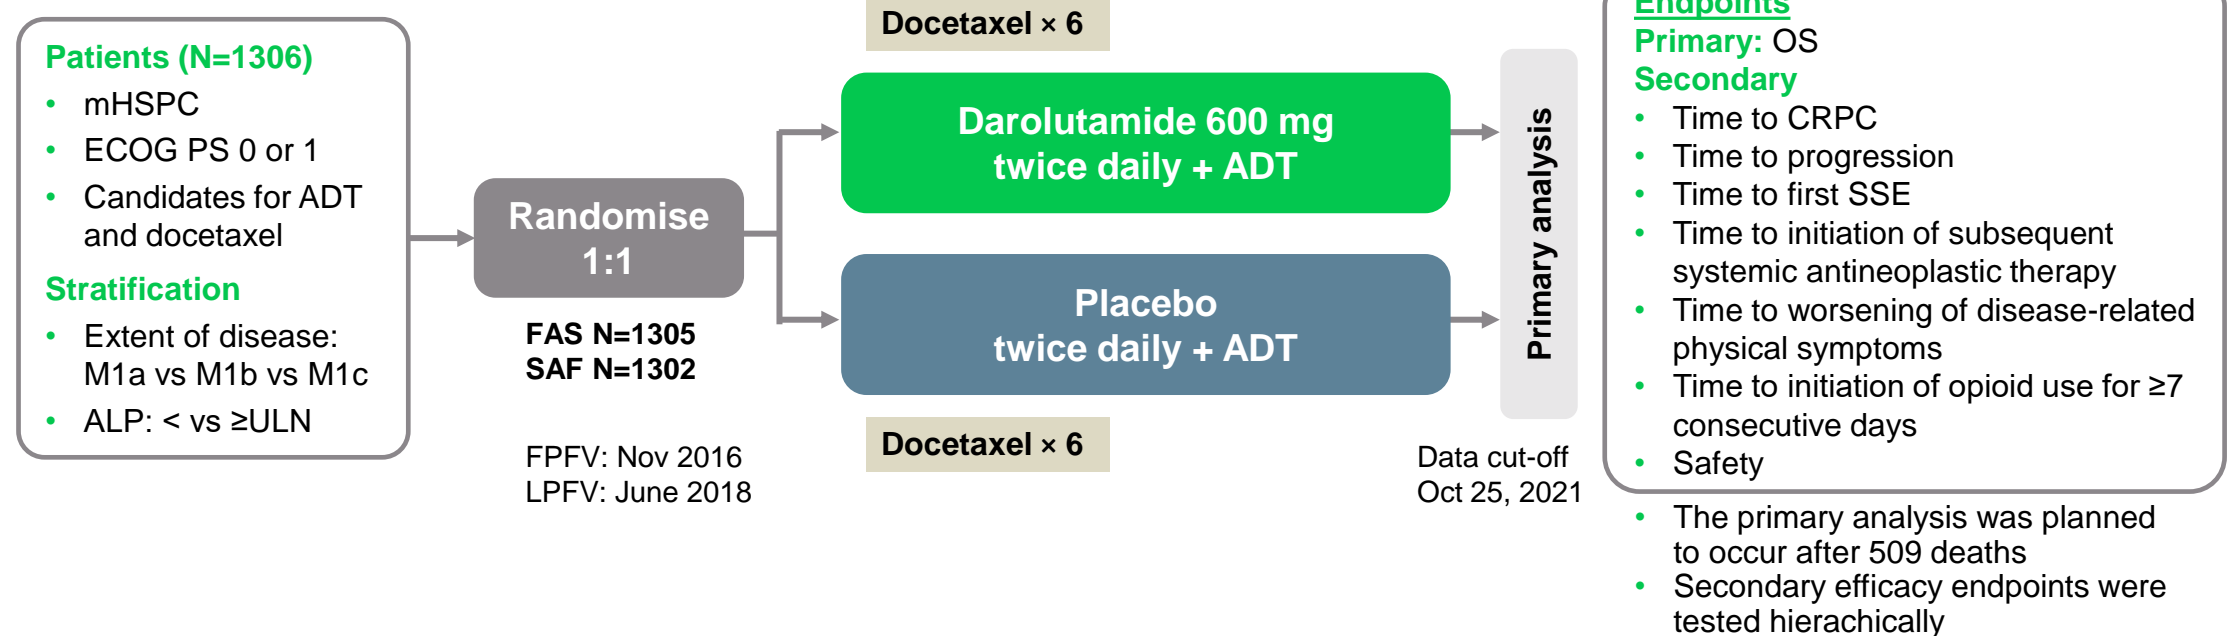 Patients (N=1306)
• mHSPC
• ECOG PS 0 or 1
• Candidates for ADT
and docetaxel
Stratification
• Extent of disease:
M1a vs M1b vs M1c
• ALP: < vs ≥ULN
Randomise
1:1
FAS N=1305
SAF N=1302
FPFV: Nov 2016
LPFV: June 2018
Docetaxel × 6
Darolutamide 600 mg
twice daily + ADT
Placebo
twice daily + ADT
Docetaxel × 6
Primary analysis
Data cut-off
Oct 25, 2021
Endpoints
Primary: OS
Secondary
• Time to CRPC
• Time to progression
• Time to first SSE
• Time to initiation of subsequent
systemic antineoplastic therapy
• Time to worsening of disease-related
physical symptoms
• Time to initiation of opioid use for ≥7
consecutive days
• Safety
• The primary analysis was planned
to occur after 509 deaths
• Secondary efficacy endpoints were
tested hierachically